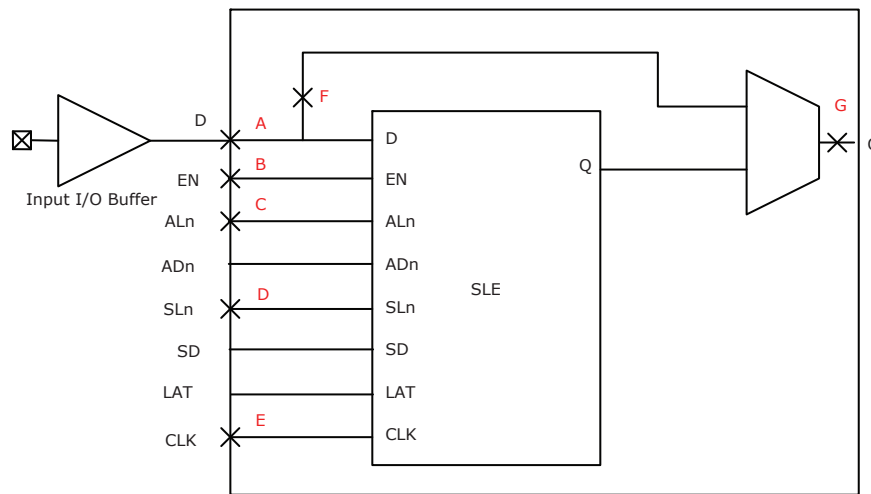 F
G
D
A
D
Q
B
EN
EN
Input I/O Buffer
C
ALn
ALn
ADn
ADn
SLE
D
SLn
SLn
SD
SD
LAT
LAT
E
CLK
CLK